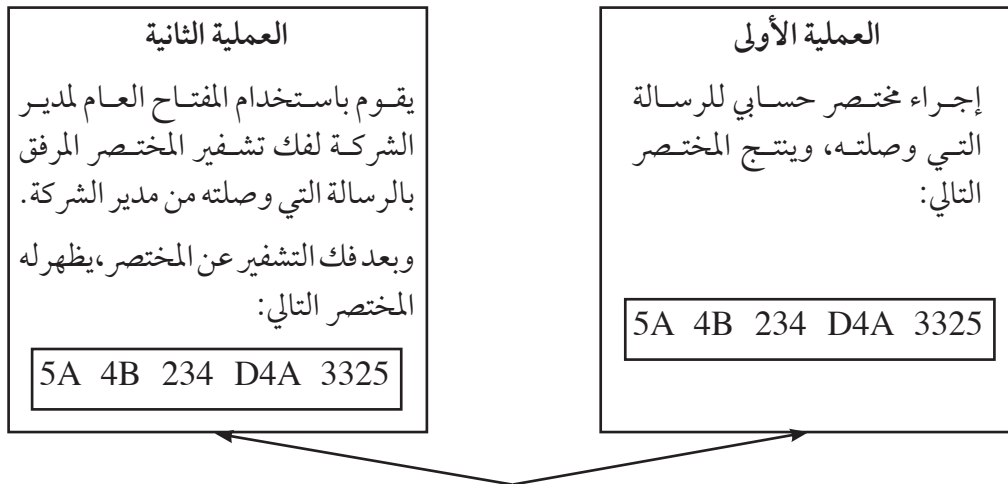 العملية الأولى
إجراء مختصر حسابي للرسالة
التي وصلته، وينتج المختصر
التالي:
5A 4B 234 D4A 3325
العملية الثانية
يقوم باستخدام المفتاح العام لمدير
الشركة لفك تشفير المختصر المرفق
بالرسالة التي وصلته من مدير الشركة.
وبعد فك التشفير عن المختصر،يظهرله
المختصر التالي:
5A 4B 234 D4A 3325